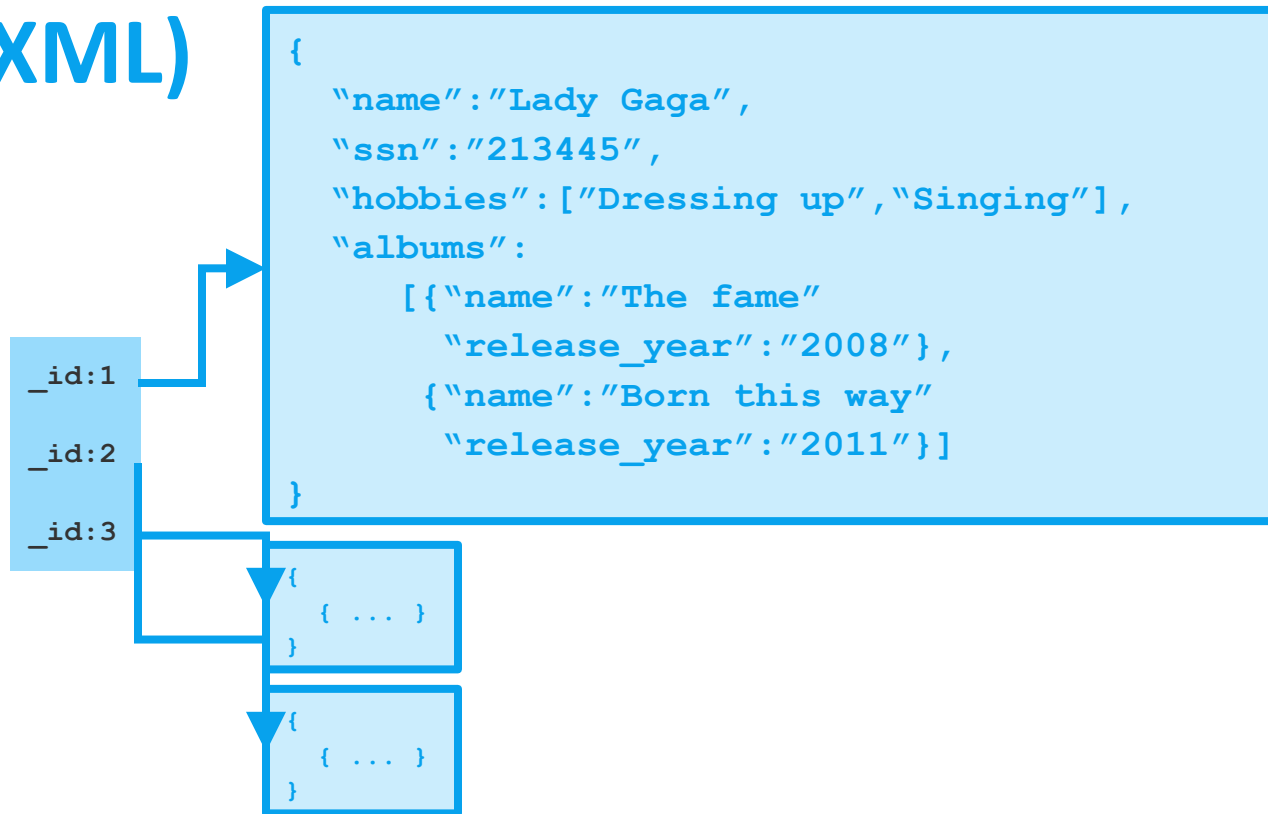 XML)
{
“name”:”Lady Gaga”,
“ssn”:”213445”,
“hobbies”:[”Dressing up”,“Singing”],
“albums”:
[{“name”:”The fame”
“release_year”:”2008”},
{“name”:”Born this way”
“release_year”:”2011”}]
}
_id:1
_id:2
_id:3
{
{ ... }
}
{
{ ... }
}